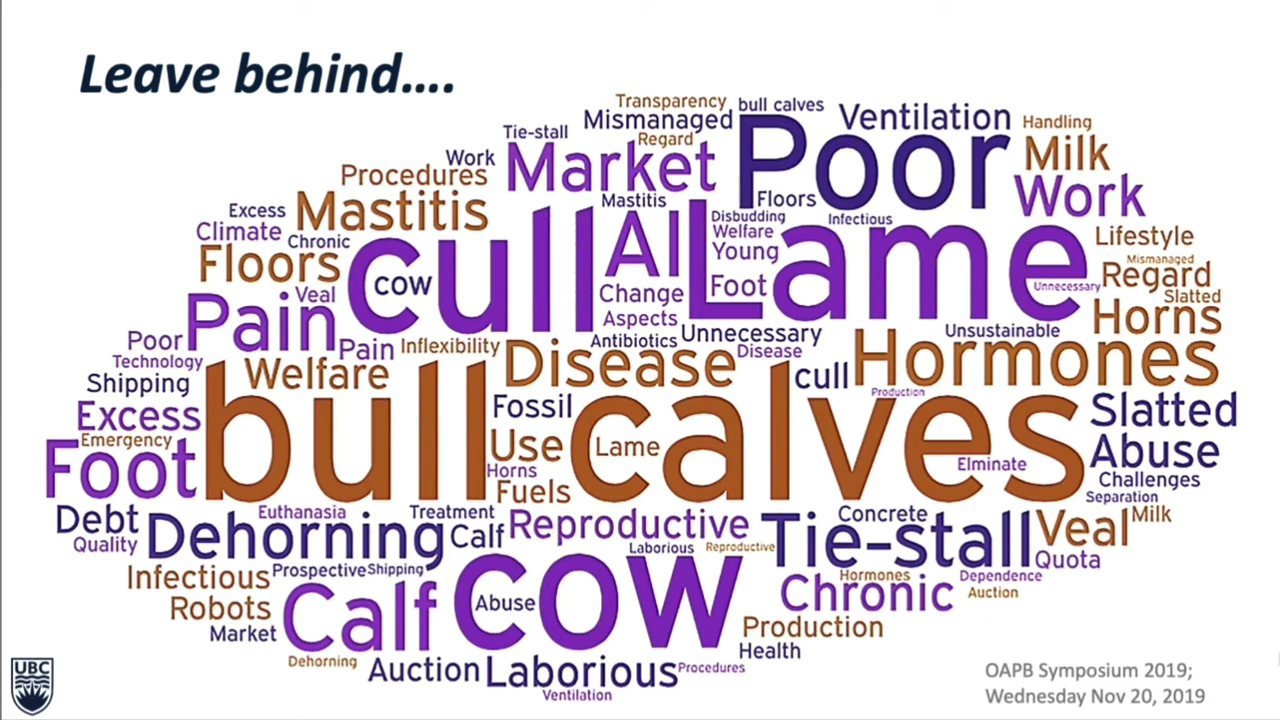 Leave behind....
Transparency
bull calves
Mismanaged
Ventilation
Handling
Tie-stall
Regard
Poor
Milk
Work
Market
Procedures
Work
Mastitis
Mastitis
Floors
Excess
Disbudding
Infectious
Climate
Chronic
cull
AI
Welfare
Lame
Lifestyle
Floors
Young
Mismanaged
cow
Foot
Regard
Unnecessary
Veal
Change
Slatted
Pain
Aspects
Horns
Poor
Pain
Inflexibility
Antibiotics
Unnecessary
Unsustainable
Technology
Disease
Disease
Hormones
Shipping
Welfare
cull
Production
Excess
bull
Fossil
calves
Slatted
Emergency
Use
Lame
Abuse
Foot
Horns
Elminate
Challenges
Fuels
Separation
Debt
Euthanasia
Treatment
Reproductive
Concrete
Veal
Milk
Quality
Dehorning
Calf
Laborious
Reproductive
Tie-stall
Quota
Infectious
Prospective
Shipping
Hormones
Dependence
Robots
Calf
Abuse
cow
Chronic
Auction
Market
Production
Dehorning
Auction
Laborious
Procedures
Health
Ventilation
UBC
OAPB Symposium 2019;
Wednesday Nov 20, 2019